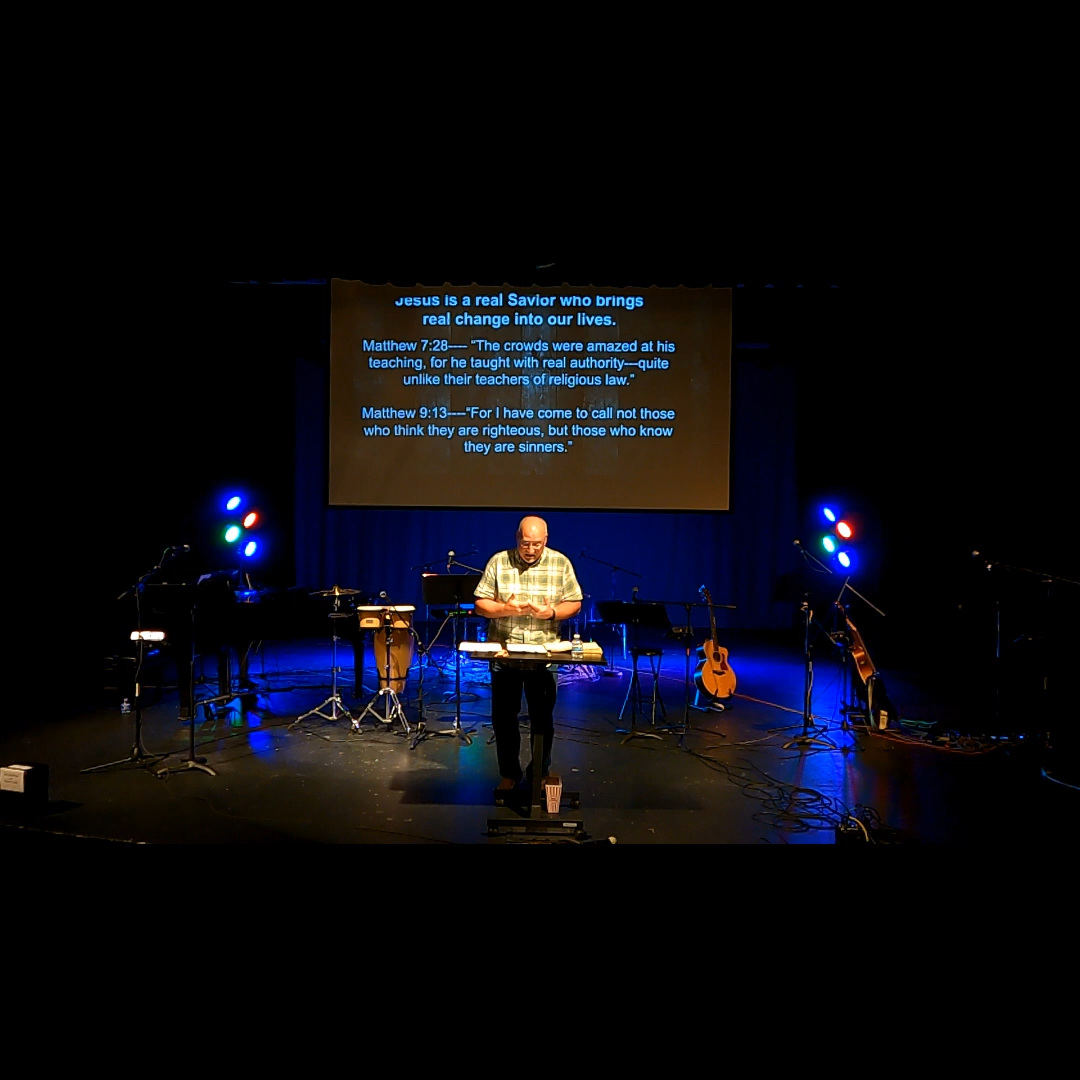 Jesus is a real Savior who brings
real change into our lives.
Matthew 7:28---- “The crowds were amazed at his
teaching, for he taught with real authority---quite
unlike their teachers of religious law.”
Matthew 9:13----“For I have come to call not those
who think they are righteous, but those who know
they are sinners.”